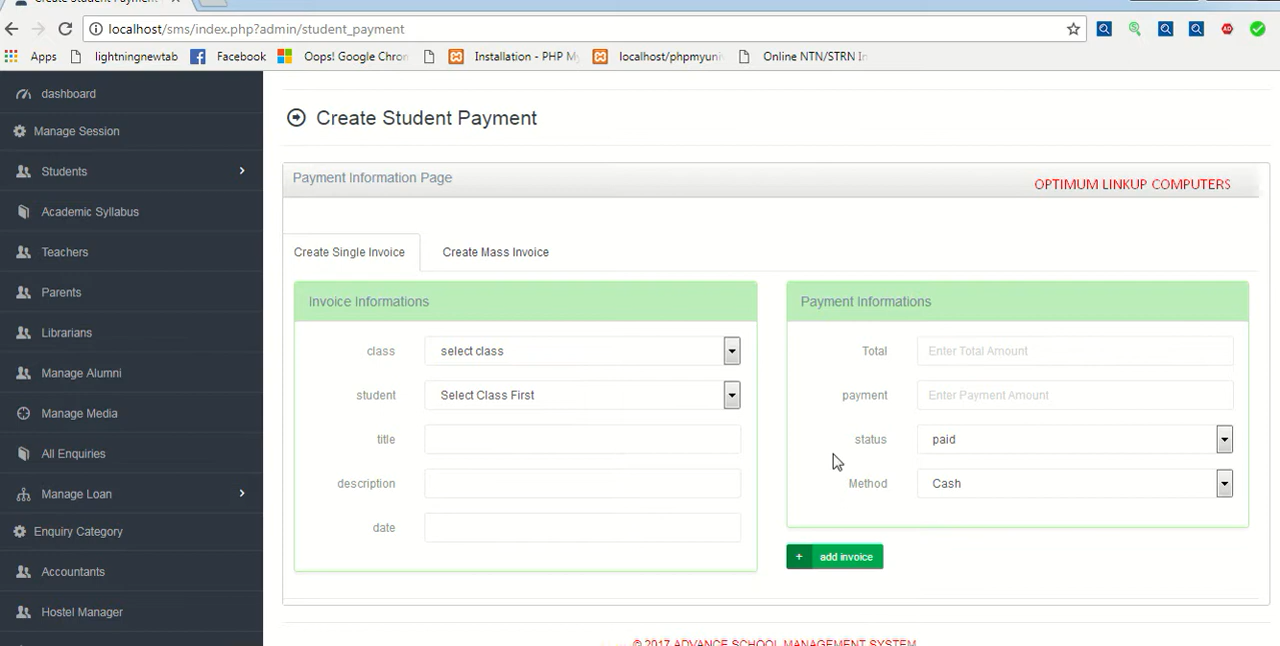 Create Student Payment
localhost/sms/index.php?admin/student_payment
Apps lightningnewtab Facebook Oops! Google Chro Installation - PHP My localhost/phpmyuni Online NTN/STRN In
dashboard
Manage Session
Students
Academic Syllabus
Teachers
Parents
Librarians
Manage Alumni
Manage Media
All Enquiries
Manage Loan
Enquiry Category
Accountants
Hostel Manager
Create Student Payment
Payment Information Page
OPTIMUM LINKUP COMPUTERS
Create Single Invoice Create Mass Invoice
Invoice Informations
class select class
student Select Class First
title
description
date
Payment Informations
Total Enter Total Amount
payment Enter Payment Amount
status paid
Method Cash
+ add invoice
© 2017 ADVANCE SCHOOL MANAGEMENT SYSTEM